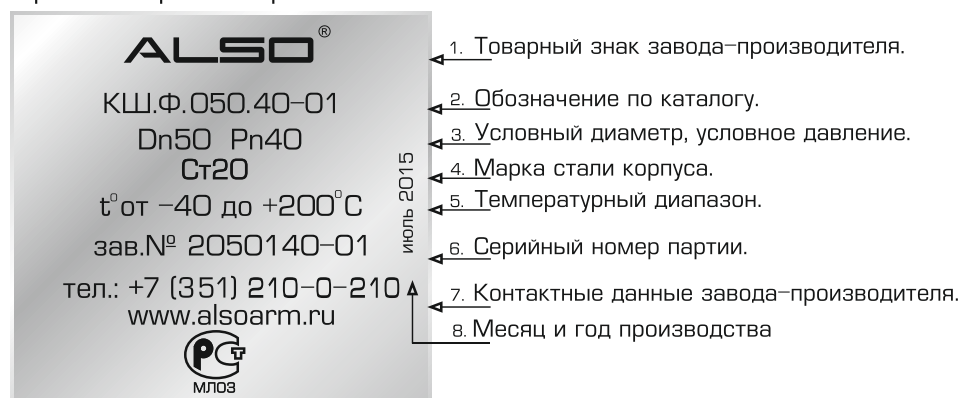 ALSO®
КШ.Ф.050.40-01
Dn50 Pn40
Ст20
t°от -40 до +200°C
зав.№ 2050140-01
тел.: +7 (351) 210-0-210
www.alsoarm.ru
РСТ
МЛ03
июль 2015
1. Товарный знак завода-производителя.
2. Обозначение по каталогу.
3. Условный диаметр, условное давление.
4. Марка стали корпуса.
5. Температурный диапазон.
6. Серийный номер партии.
7. Контактные данные завода-производителя.
8. Месяц и год производства